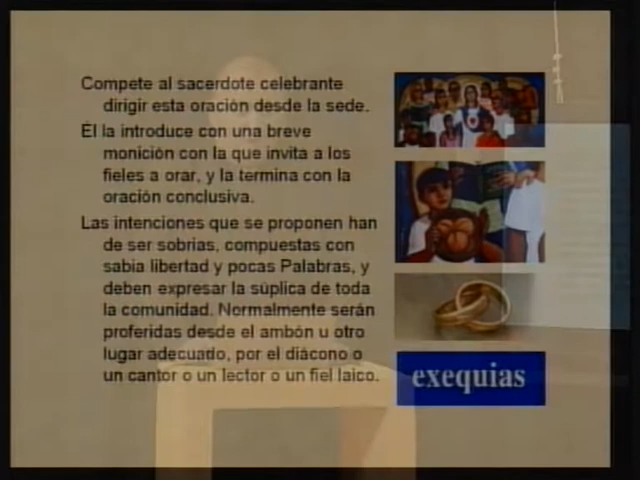 Compete al sacerdote celebrante
dirigir esta oración desde la sede.
Él la introduce con una breve
monición con la que invita a los
fieles a orar, y la termina con la
oración conclusiva.
Las intenciones que se proponen han
de ser sobrias, compuestas con
sabia libertad y pocas Palabras, y
deben expresar la súplica de toda
la comunidad. Normalmente serán
proferidas desde el ambón u otro
lugar adecuado, por el diácono o
un cantor o un lector o un fiel laico.
exequias